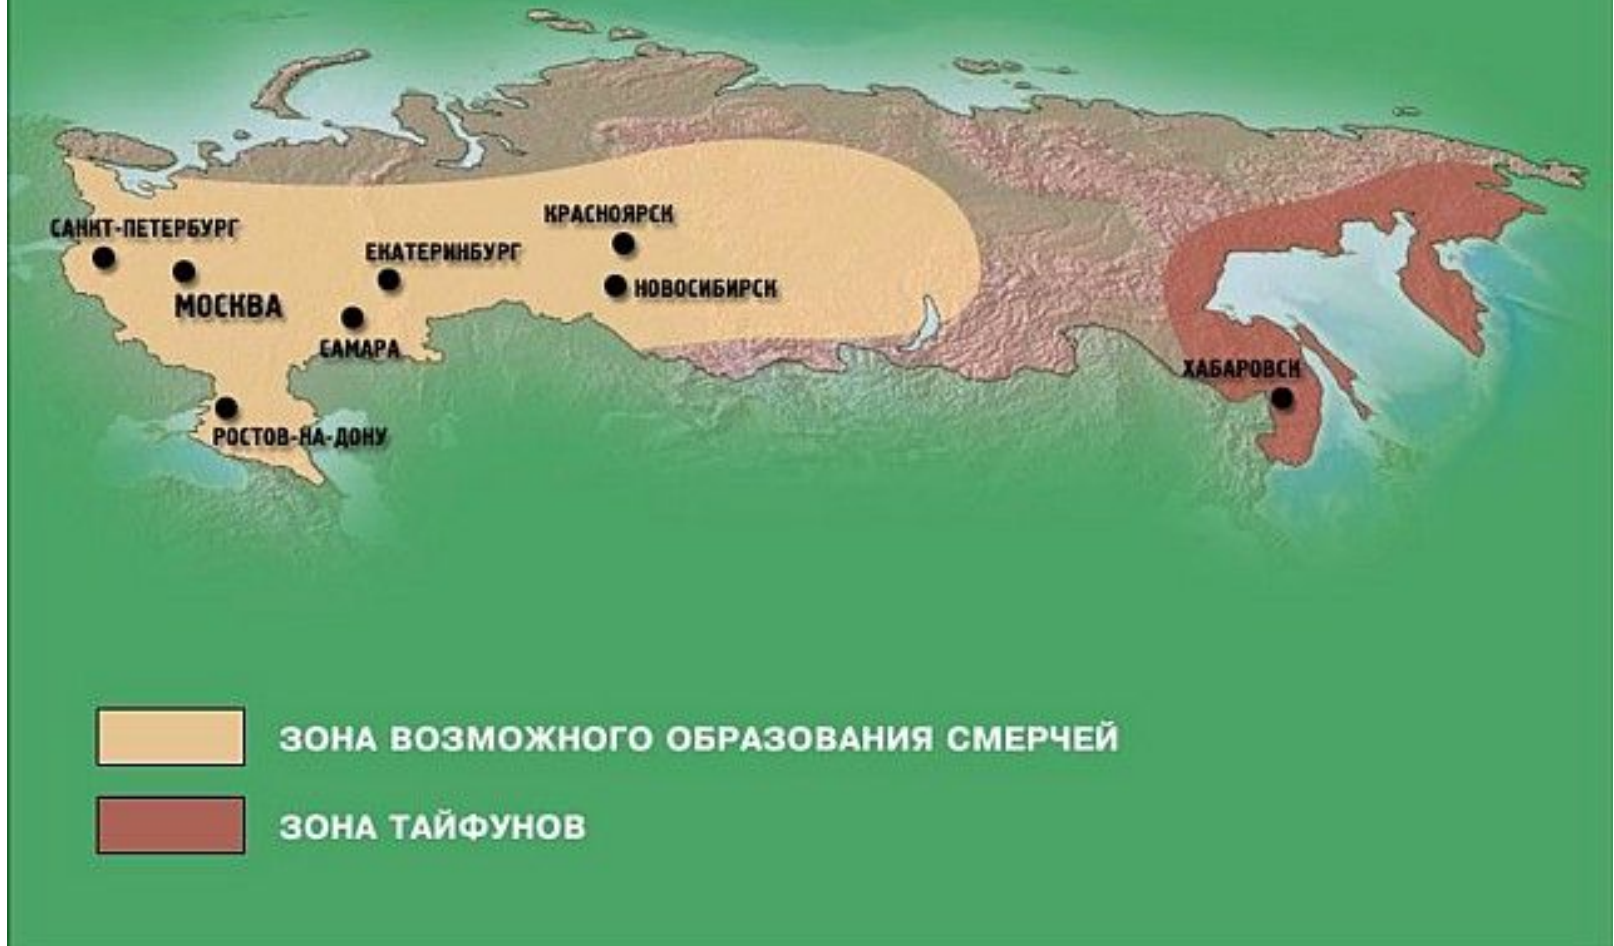 САНКТ-ПЕТЕРБУРГ
МОСКВА
ЕКАТЕРИНБУРГ
САМАРА
РОСТОВ-НА-ДОНУ
КРАСНОЯРСК
НОВОСИБИРСК
ХАБАРОВСК
ЗОНА ВОЗМОЖНОГО ОБРАЗОВАНИЯ СМЕРЧЕЙ
ЗОНА ТАЙФУНОВ